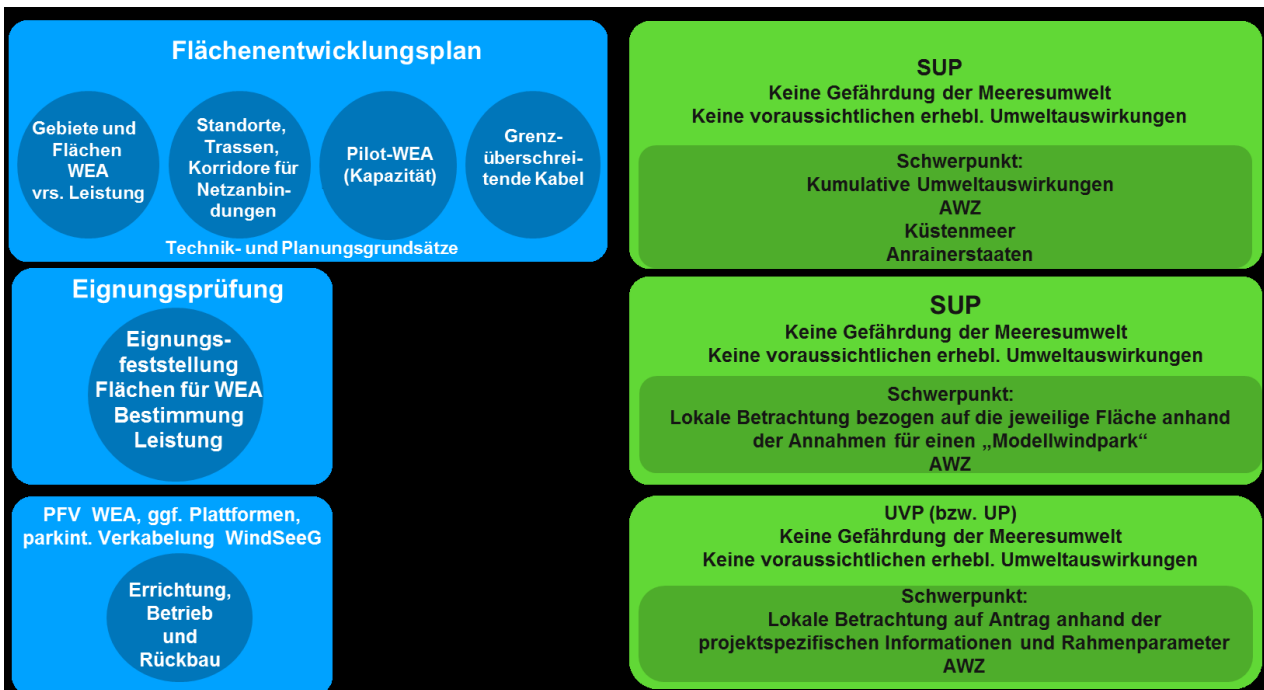 Flächenentwicklungsplan
Gebiete und
Flächen
WEA
vrs. Leistung
Standorte,
Trassen,
Korridore für
Netzanbin-
dungen
Pilot-WEA
(Kapazität)
Grenz-
überschrei-
tende Kabel
Technik- und Planungsgrundsätze
SUP
Keine Gefährdung der Meeresumwelt
Keine voraussichtlichen erhebl. Umweltauswirkungen
Schwerpunkt:
Kumulative Umweltauswirkungen
AWZ
Küstenmeer
Anrainerstaaten
Eignungsprüfung
Eignungs-
feststellung
Flächen für WEA
Bestimmung
Leistung
SUP
Keine Gefährdung der Meeresumwelt
Keine voraussichtlichen erhebl. Umweltauswirkungen
Schwerpunkt:
Lokale Betrachtung bezogen auf die jeweilige Fläche anhand
der Annahmen für einen „Modellwindpark“
AWZ
PFV WEA, ggf. Plattformen,
parkint. Verkabelung WindSeeG
Errichtung,
Betrieb
und
Rückbau
UVP (bzw. UP)
Keine Gefährdung der Meeresumwelt
Keine voraussichtlichen erhebl. Umweltauswirkungen
Schwerpunkt:
Lokale Betrachtung auf Antrag anhand der
projektspezifischen Informationen und Rahmenparameter
AWZ